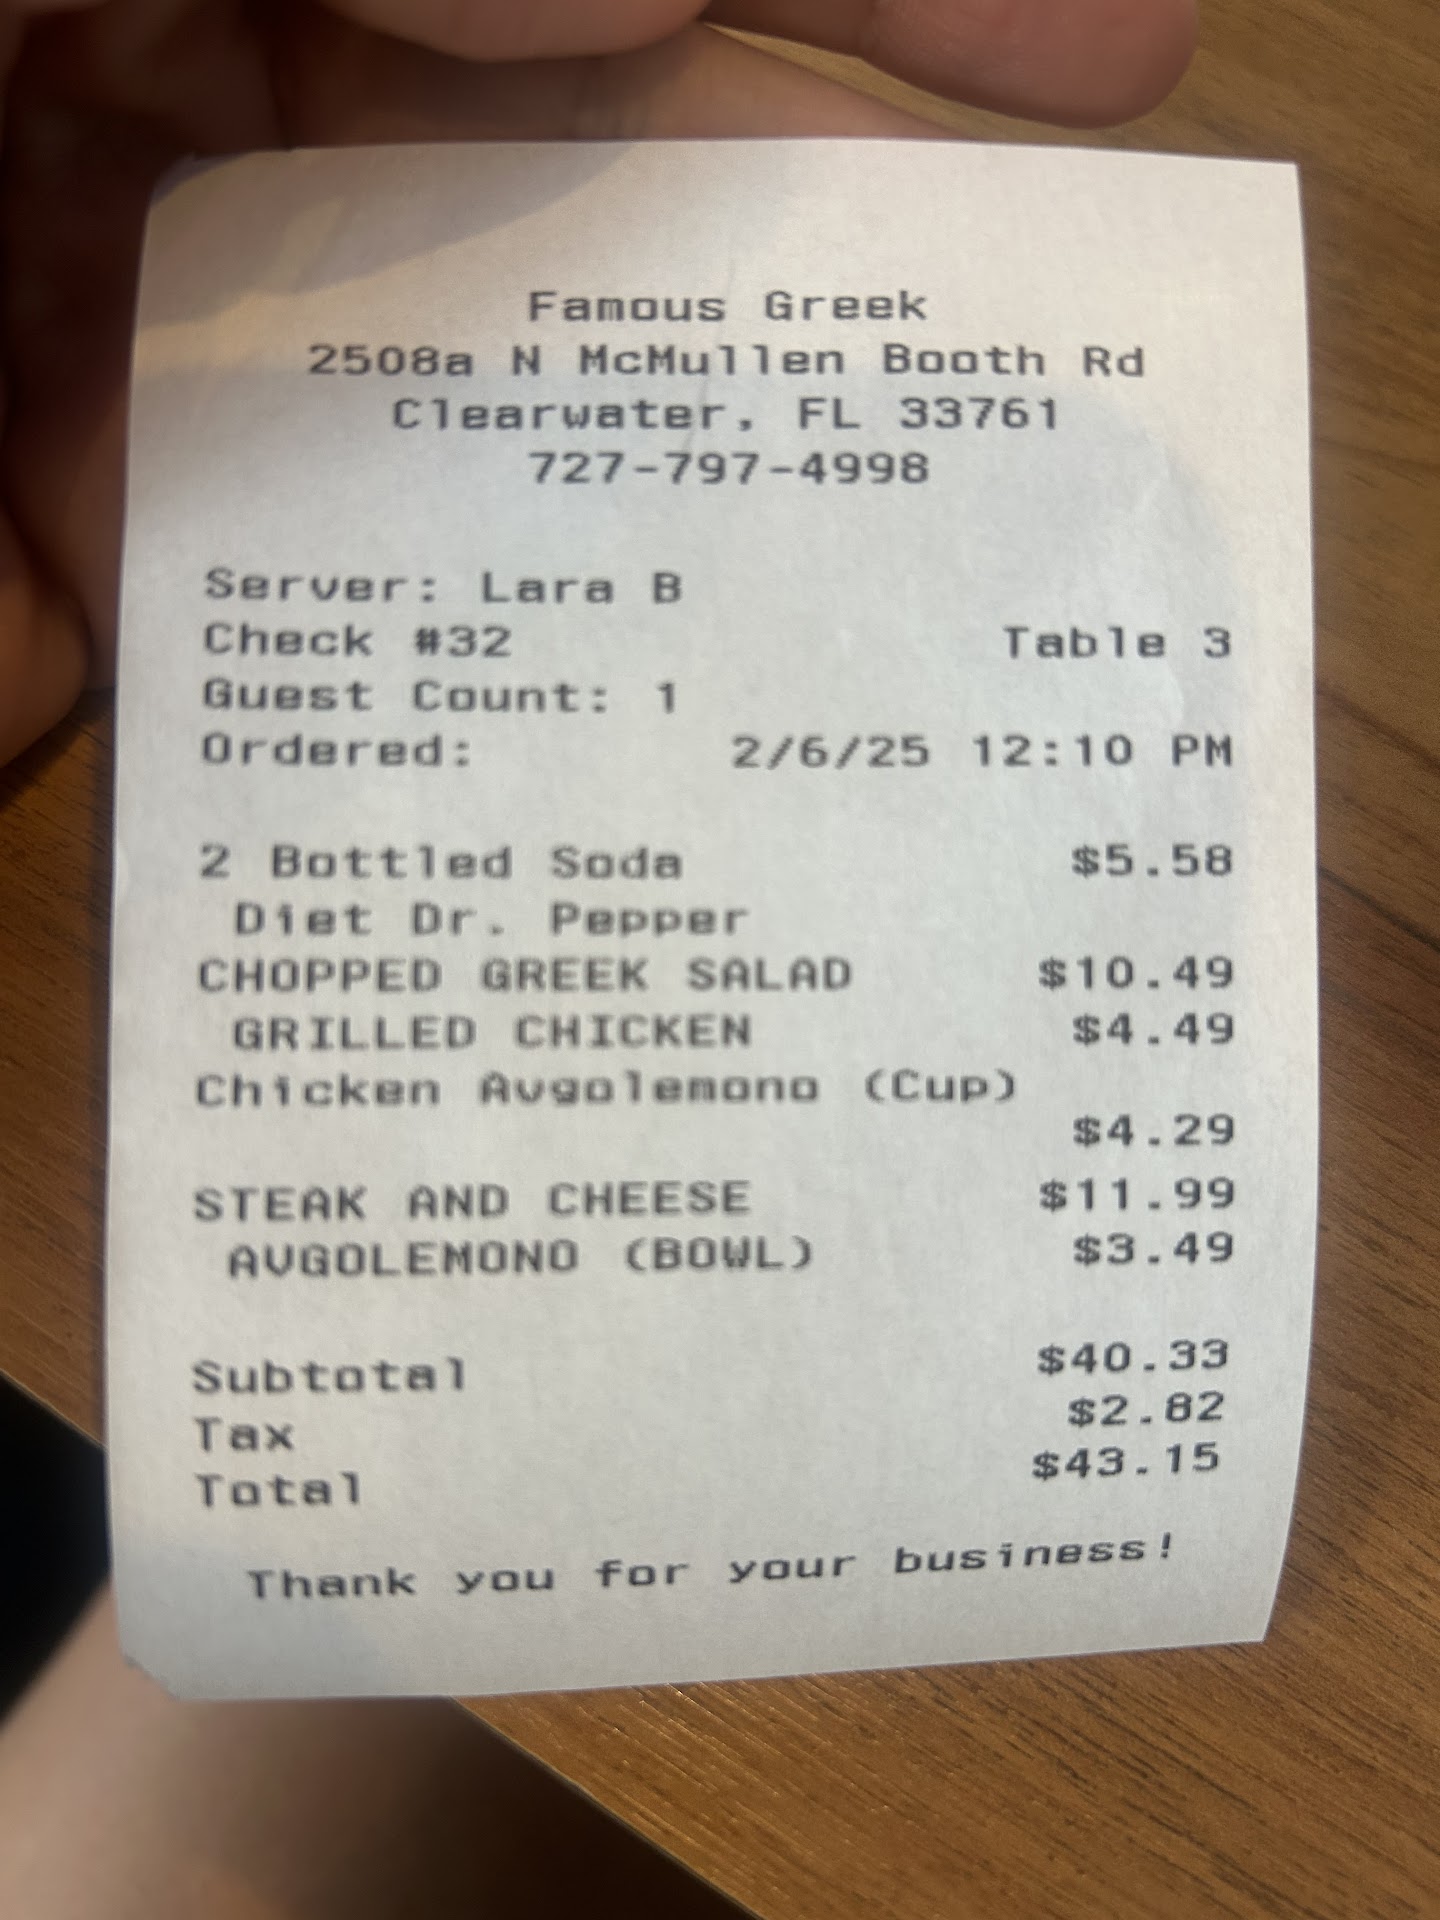 Famous Greek
2508a N McMullen Booth Rd
Clearwater, FL 33761
727-797-4998
Server: Lara B
Check #32 Table 3
Guest Count: 1
Ordered: 2/6/25 12:10 PM
2 Bottled Soda $5.58
Diet Dr. Pepper
CHOPPED GREEK SALAD $10.49
GRILLED CHICKEN $4.49
Chicken Avgolemono (Cup)
$4.29
STEAK AND CHEESE $11.99
AVGOLEMONO (BOWL) $3.49
Subtotal $40.33
Tax $2.82
Total $43.15
Thank you for your business!